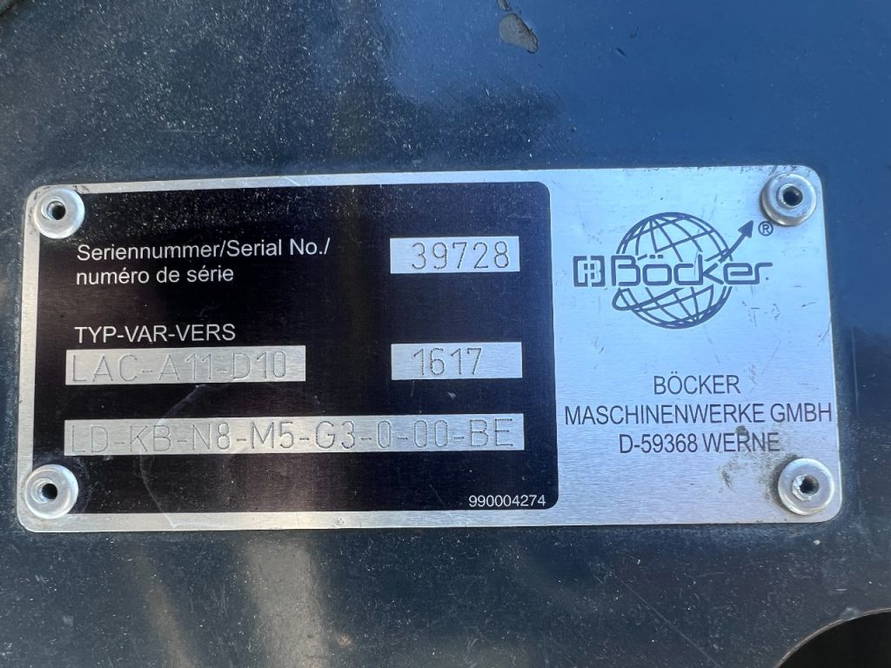 Seriennummer/Serial No./
numéro de série
39728
TYP-VAR-VERS
LAC-A11-D10
1617
LD-KB-N8-M5-G3-0-00-BE
990004274
Böcker®
BÖCKER
MASCHINENWERKE GMBH
D-59368 WERNE